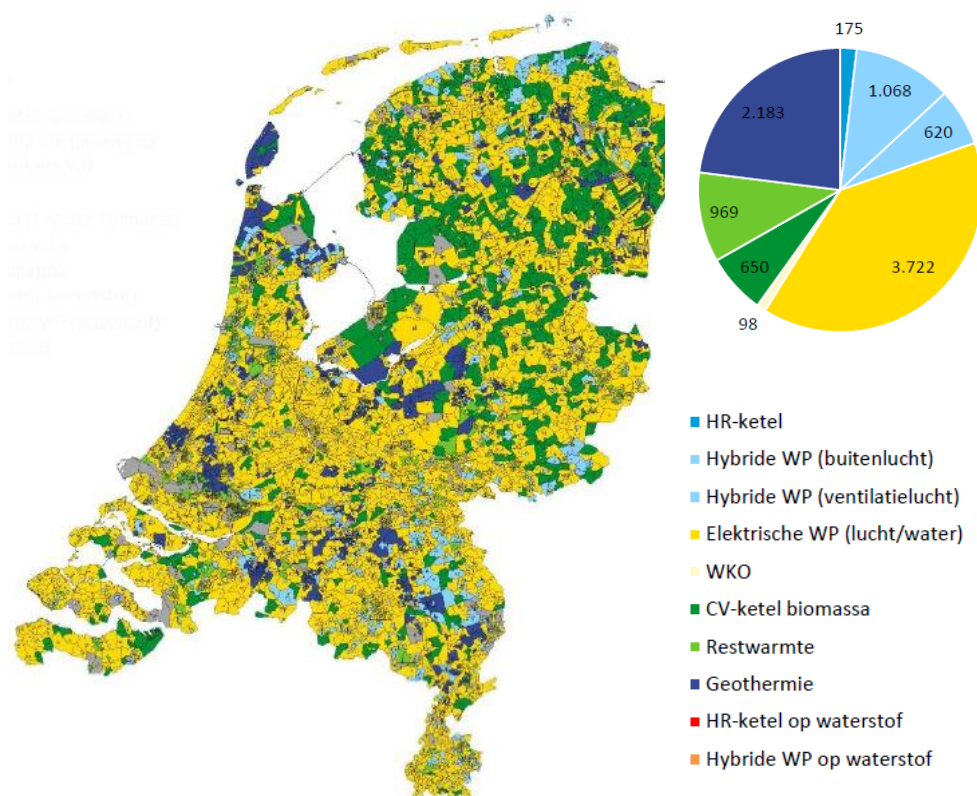 175
1.068
620
2.183
969
650
3.722
98
HR-ketel
Hybride WP (buitenlucht)
Hybride WP (ventilatielucht)
Elektrische WP (lucht/water)
WKO
CV-ketel biomassa
Restwarmte
Geothermie
HR-ketel op waterstof
Hybride WP op waterstof